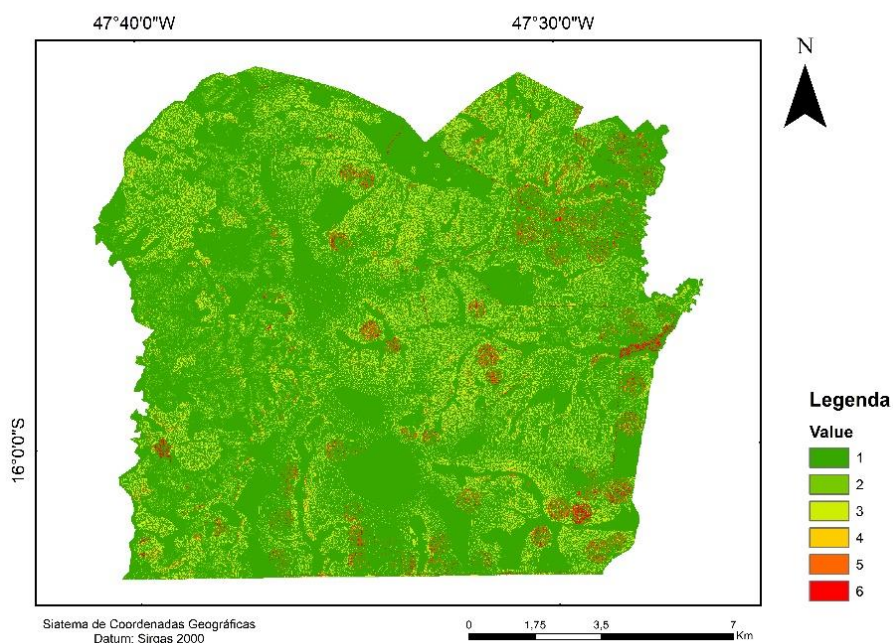 47°40'0"W 47°30'0"W
N
16°0'0"S
Legenda
Value
1
2
3
4
5
6
Siatema de Coordenadas Geográficas
Datum: Sirgas 2000
0 1,75 3,5 7
Km